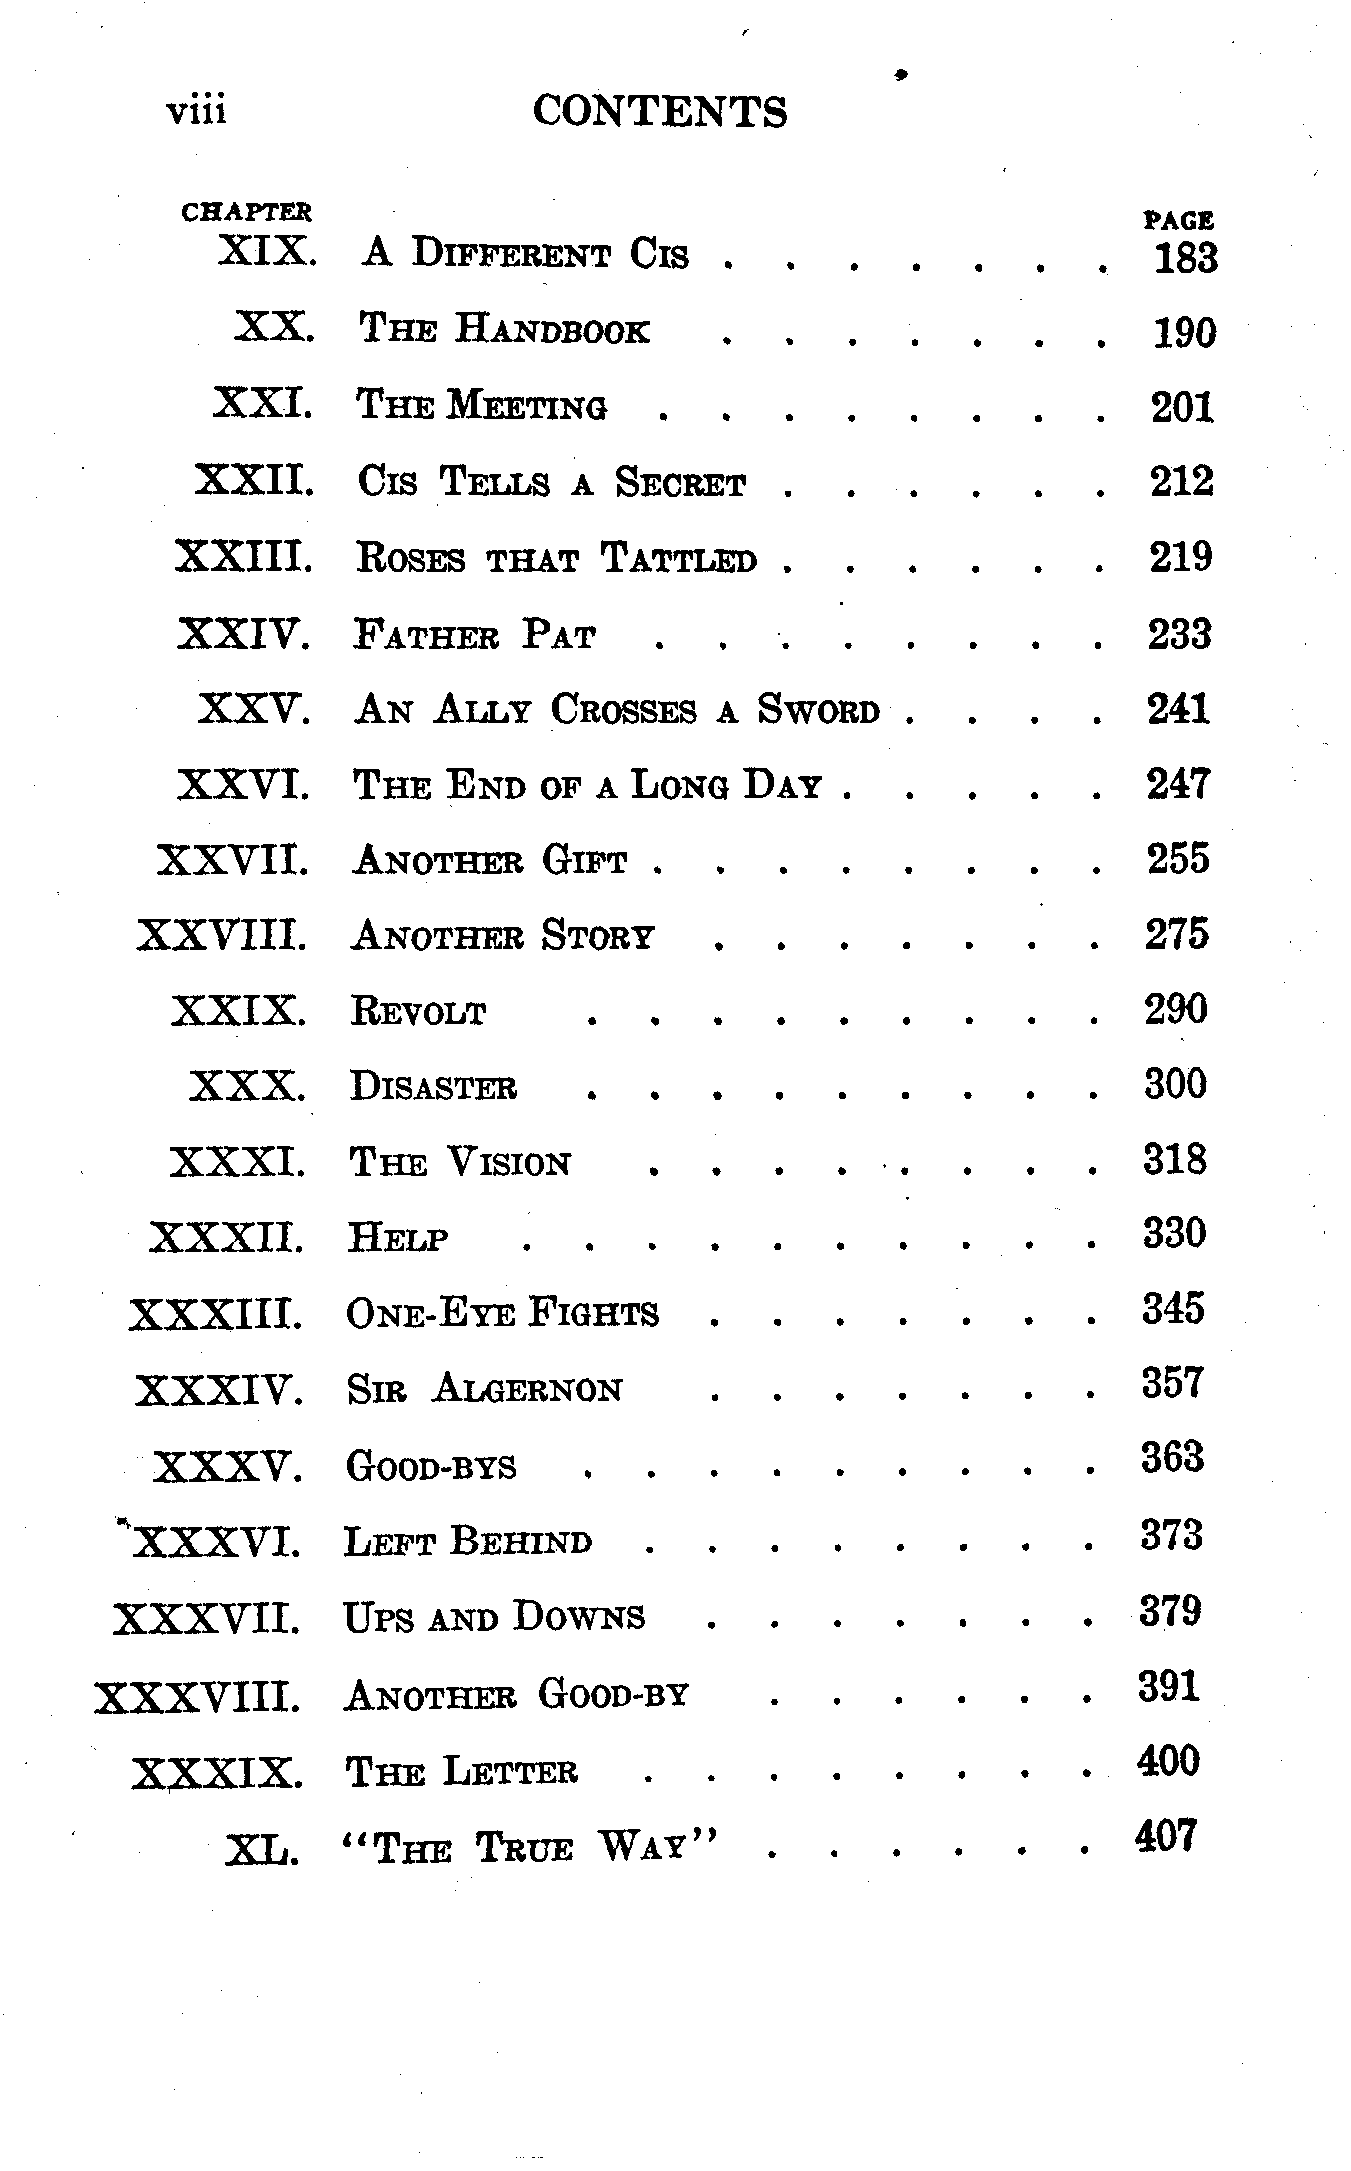 viii CONTENTS
CHAPTER PAGE
XIX. A Different Cis . . . . . . . 183
XX. The Handbook . . . . . . . 190
XXI. The Meeting . . . . . . . . 201
XXII. Cis Tells a Secret . . . . . . 212
XXIII. Roses that Tattled . . . . . . 219
XXIV. Father Pat . . . . . . . . 233
XXV. An Ally Crosses a Sword . . . . 241
XXVI. The End of a Long Day . . . . . 247
XXVII. Another Gift . . . . . . . . 255
XXVIII. Another Story . . . . . . . 275
XXIX. Revolt . . . . . . . . . 290
XXX. Disaster . . . . . . . . . 300
XXXI. The Vision . . . . . . . . 318
XXXII. Help . . . . . . . . . . 330
XXXIII. One-Eye Fights . . . . . . . 345
XXXIV. Sir Algernon . . . . . . . 357
XXXV. Good-bys . . . . . . . . . 363
XXXVI. Left Behind . . . . . . . . 373
XXXVII. Ups and Downs . . . . . . . 379
XXXVIII. Another Good-by . . . . . . 391
XXXIX. The Letter . . . . . . . . 400
XL. "The True Way" . . . . . . 407